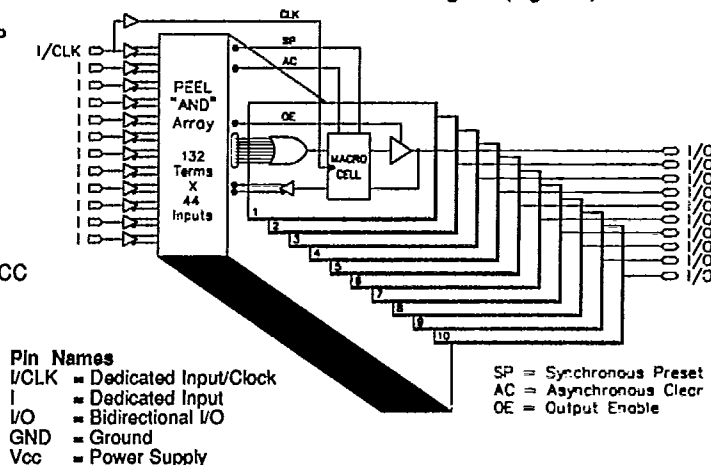 CLK
I/CLK
SP
AC
OE
PEEL
"AND"
Array
132
Terms
X
44
Inputs
MACRO
CELL
I
I
I
I
I
I
I
I
I
I
I
I/O
I/O
I/O
I/O
I/O
I/O
I/O
I/O
I/O
I/O
1
2
3
4
5
6
7
8
9
10
CC
Pin Names
I/CLK = Dedicated Input/Clock
I = Dedicated Input
I/O = Bidirectional I/O
GND = Ground
Vcc = Power Supply
SP = Synchronous Preset
AC = Asynchronous Clear
OE = Output Enable